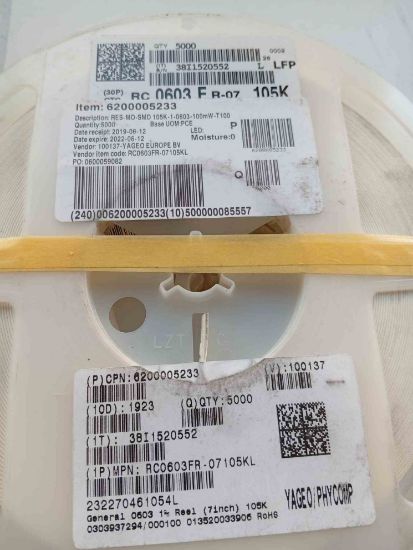 QTY 5000
38I1520552
LFP
(30P) RC 0603 F R-07 105K
Item: 6200005233
Description: RES-MO-SMD 105K-1-0603-100mW-T100
Quantity:5000 Base UOM:PCE
Date receipt: 2019-06-12 LED: P
Date expire: 2022-06-12 Moisture:0
Vendor: 100137-YAGEO EUROPE BV
Vendor item code: RC0603FR-07105KL
PO:0600059062
Q
(240)006200005233(10)500000085557
LZT
(P)CPN:6200005233 (V):100137
(10D): 1923 (Q)QTY:5000
(1T): 38I1520552
(1P)MPN: RC0603FR-07105KL
232270461054L
YAGEO/PHYCOMP
General 0603 1% Reel (7inch) 105K
0303937294/000100 013520033906 RoHS